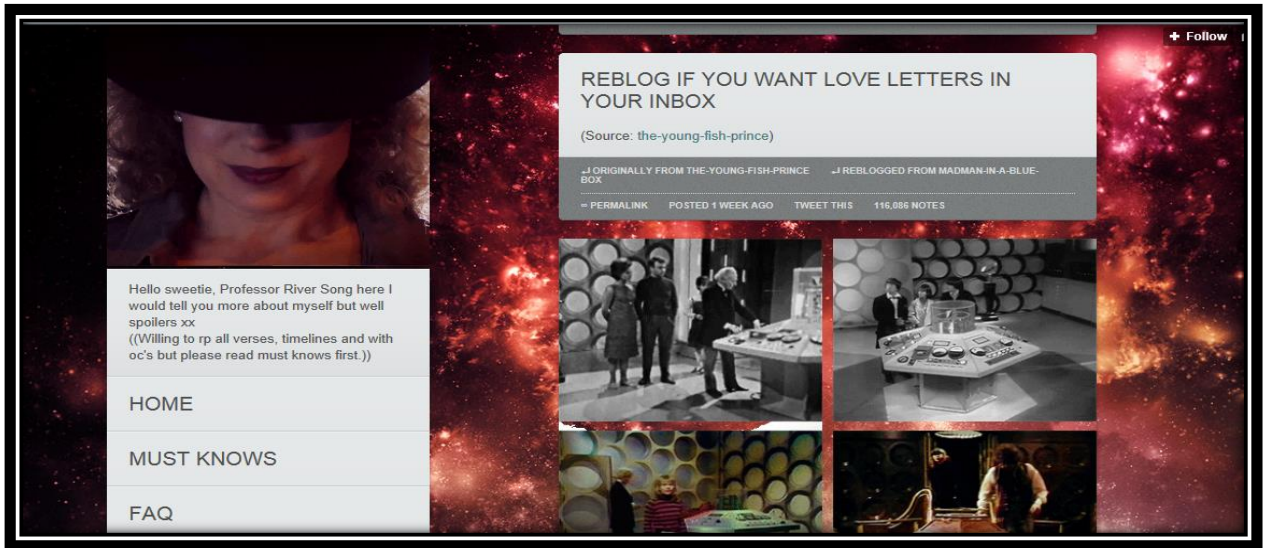 + Follow
Hello sweetie, Professor River Song here I
would tell you more about myself but well
spoilers xx
((Willing to rp all verses, timelines and with
oc's but please read must knows first.))
HOME
MUST KNOWS
FAQ
REBLOG IF YOU WANT LOVE LETTERS IN
YOUR INBOX
(Source: the-young-fish-prince)
ORIGINALLY FROM THE-YOUNG-FISH-PRINCE REBLOGGED FROM MADMAN-IN-A-BLUE-
BOX
∞ PERMALINK POSTED 1 WEEK AGO TWEET THIS 116,086 NOTES